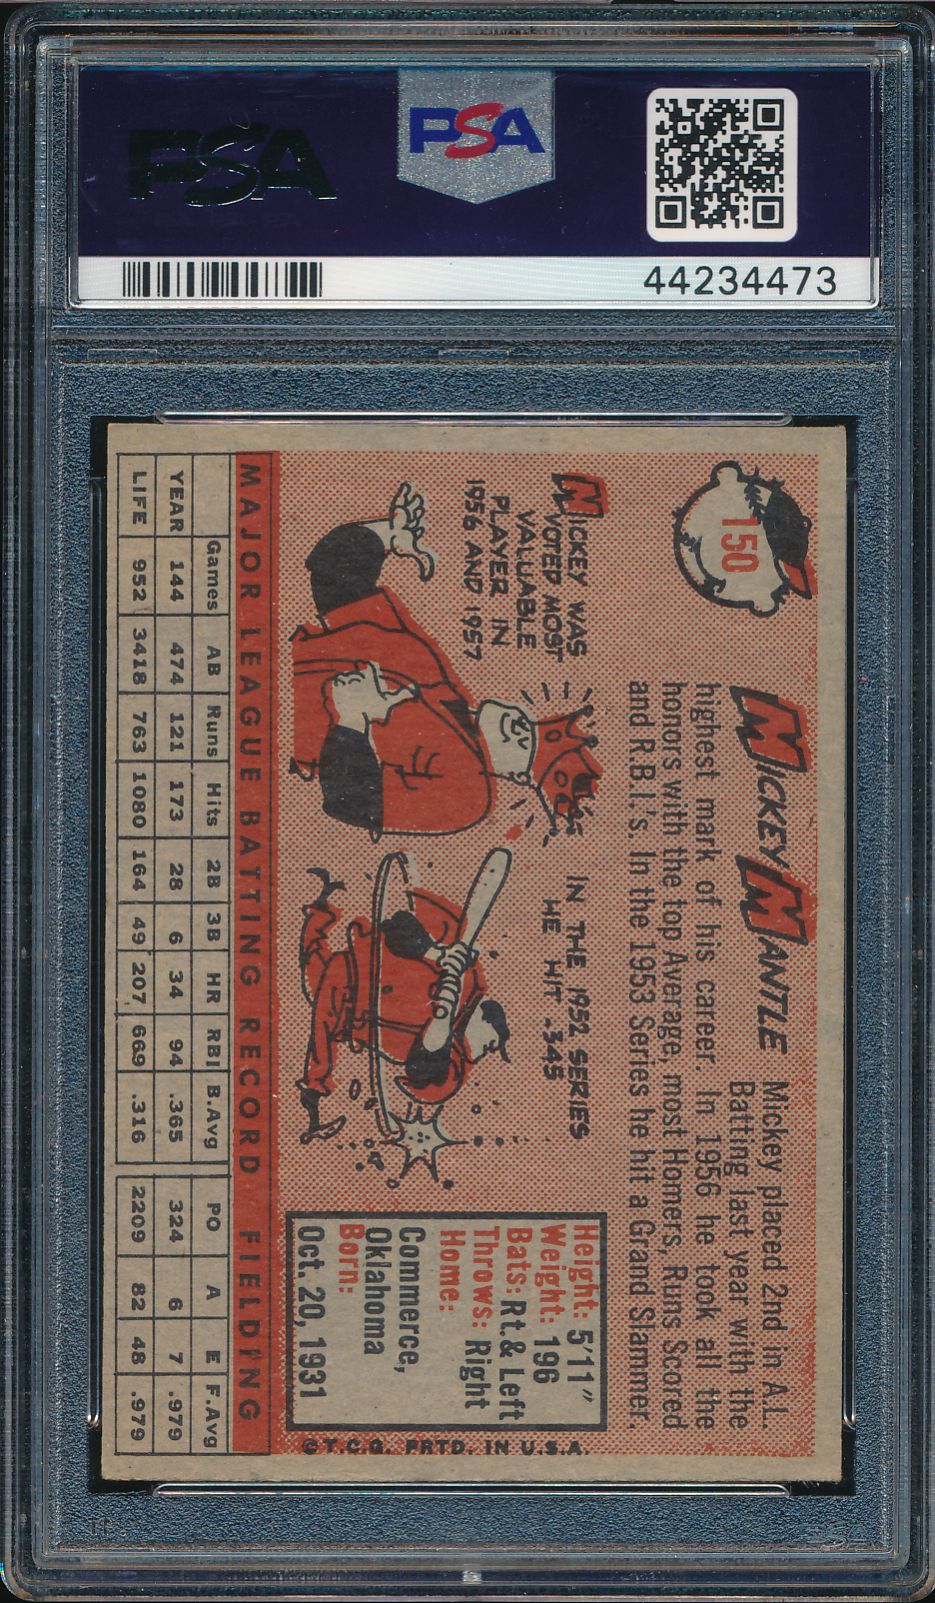 PSA
PSA
44234473
150
MICKEY MANTLE
Mickey placed 2nd in A.L.
Batting last year with the
highest mark of his career. In 1956 he took all the
honors with the top Average, most Homers, Runs Scored
and R.B.I.'s. In the 1953 Series he hit a Grand Slammer.
MICKEY WAS
VOTED MOST
VALUABLE
PLAYER IN
1956 AND 1957
IN THE 1952 SERIES
HE HIT .345
Height: 5'11"
Weight: 196
Bats: Rt.& Left
Throws: Right
Home:
Commerce,
Oklahoma
Born:
Oct. 20, 1931
©T.C.G. PRTD. IN U.S.A.
MAJOR LEAGUE BATTING RECORD FIELDING
Games AB Runs Hits 2B 3B HR RBI B.Avg PO A E F.Avg
YEAR 144 474 121 173 28 6 34 94 .365 324 6 7 .979
LIFE 952 3418 763 1080 164 49 207 669 .316 2209 82 48 .979